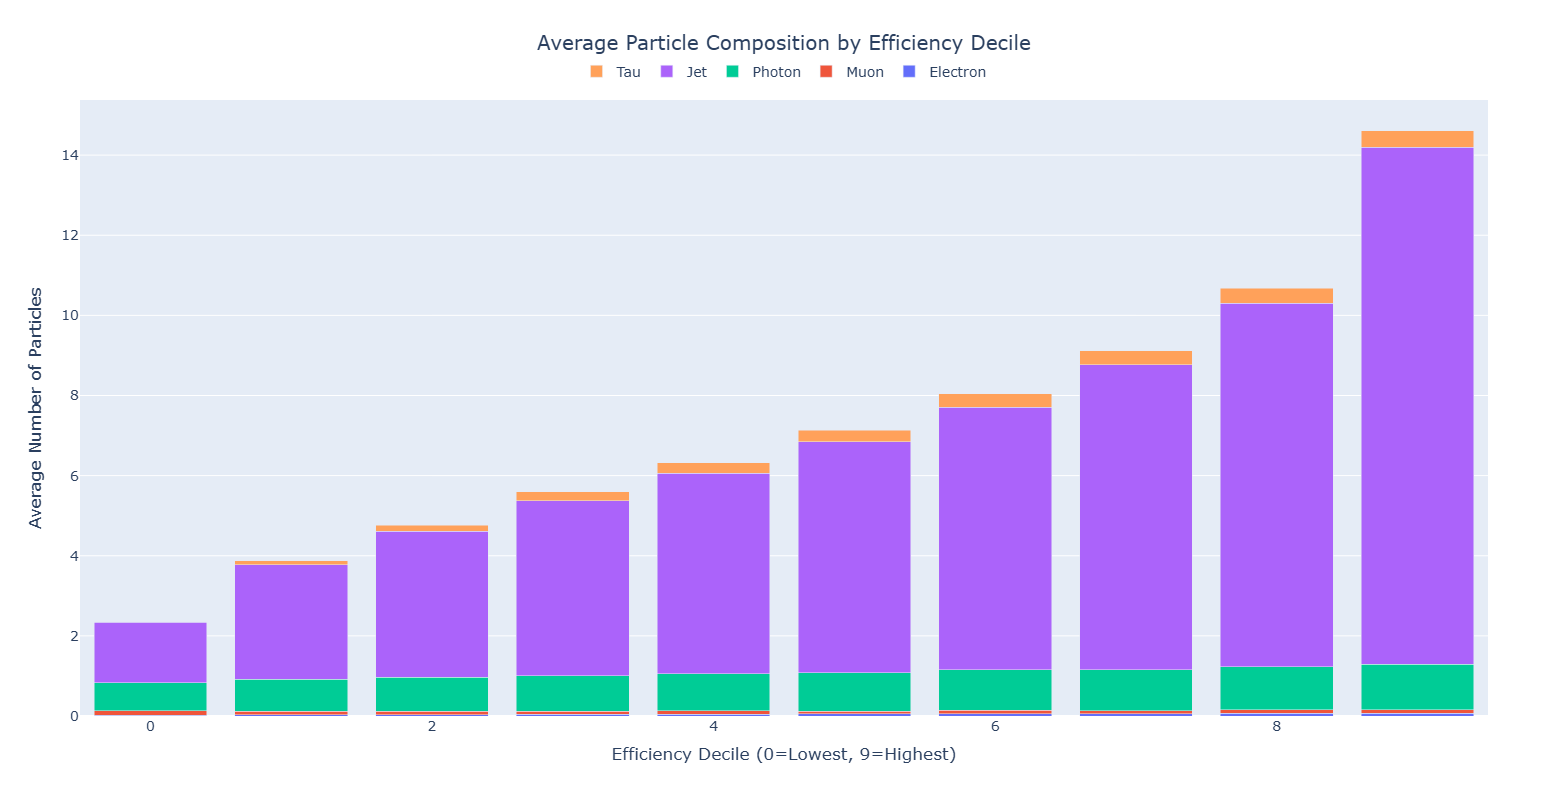 Average Particle Composition by Efficiency Decile
Tau Jet Photon Muon Electron
14
12
10
8
6
4
2
0
Average Number of Particles
0 2 4 6 8
Efficiency Decile (0=Lowest, 9=Highest)